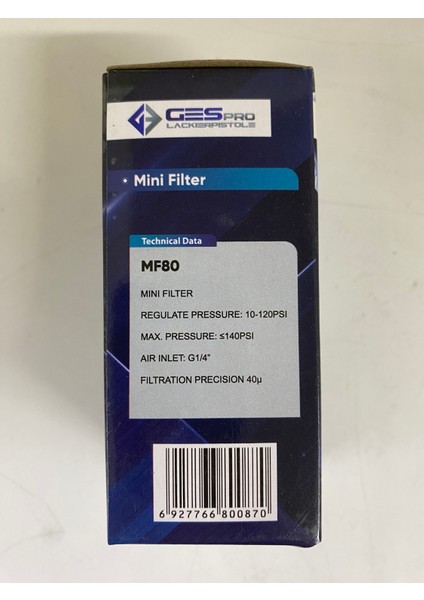 GESPRO
LACKIERPISTOLE
Mini Filter
Technical Data
MF80
MINI FILTER
REGULATE PRESSURE: 10-120PSI
MAX. PRESSURE: ≤140PSI
AIR INLET: G1/4"
FILTRATION PRECISION 40μ
6 927766 800870